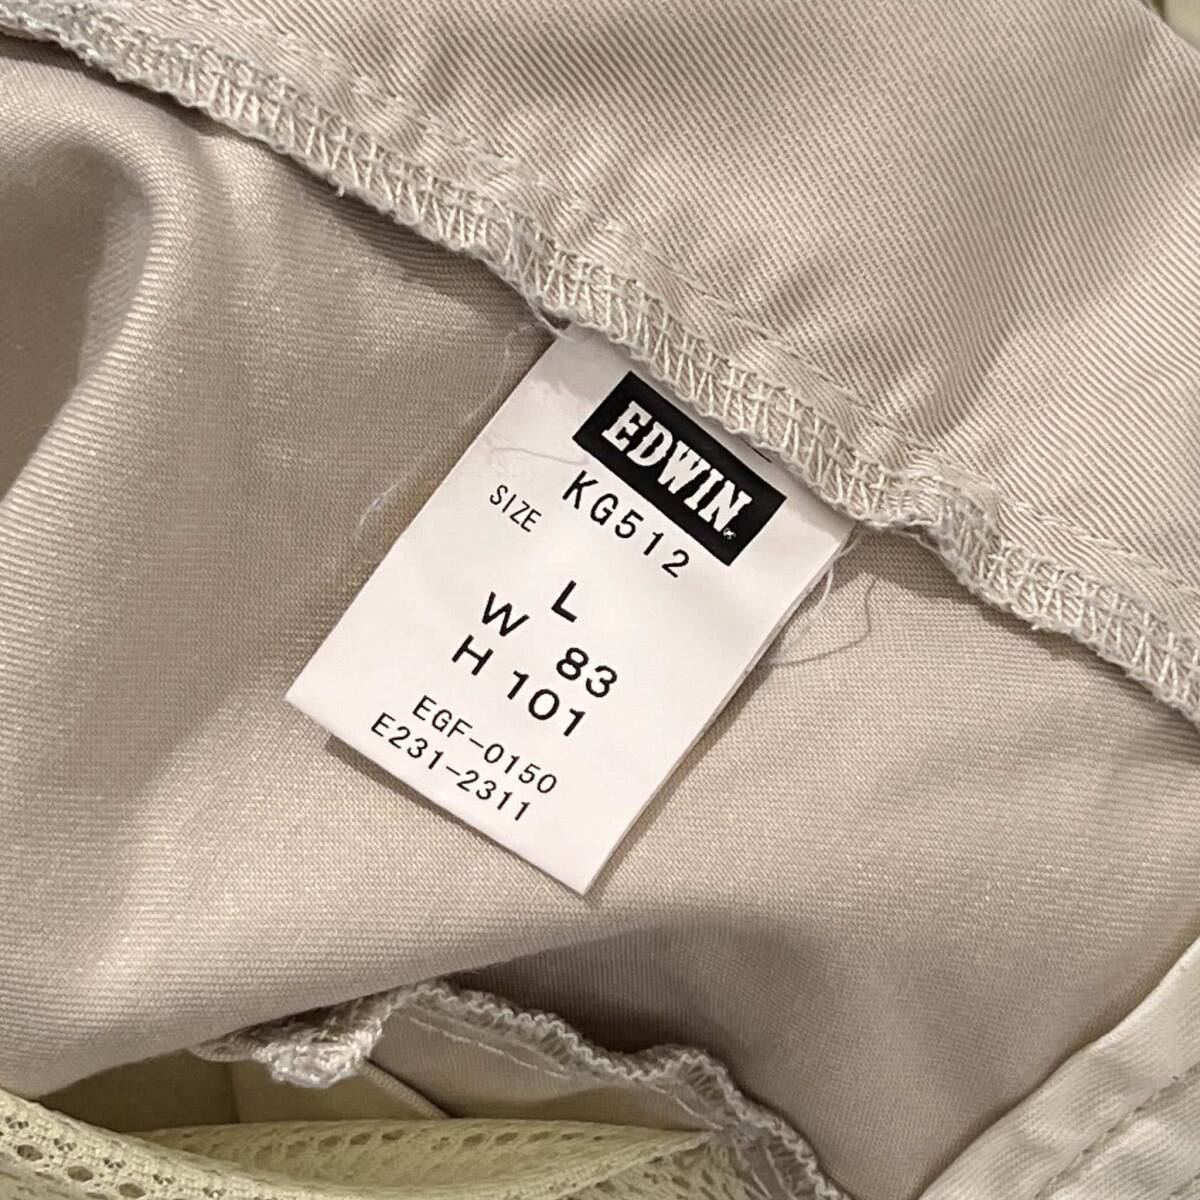 EDWIN
KG512
SIZE
L
W 83
H 101
EGF-0150
E231-2311